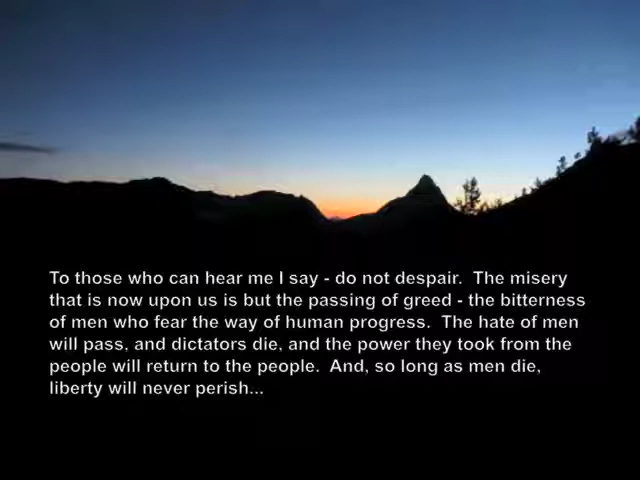 To those who can hear me I say - do not despair.  The misery
that is now upon us is but the passing of greed - the bitterness
of men who fear the way of human progress.  The hate of men
will pass, and dictators die, and the power they took from the
people will return to the people.  And, so long as men die,
liberty will never perish...